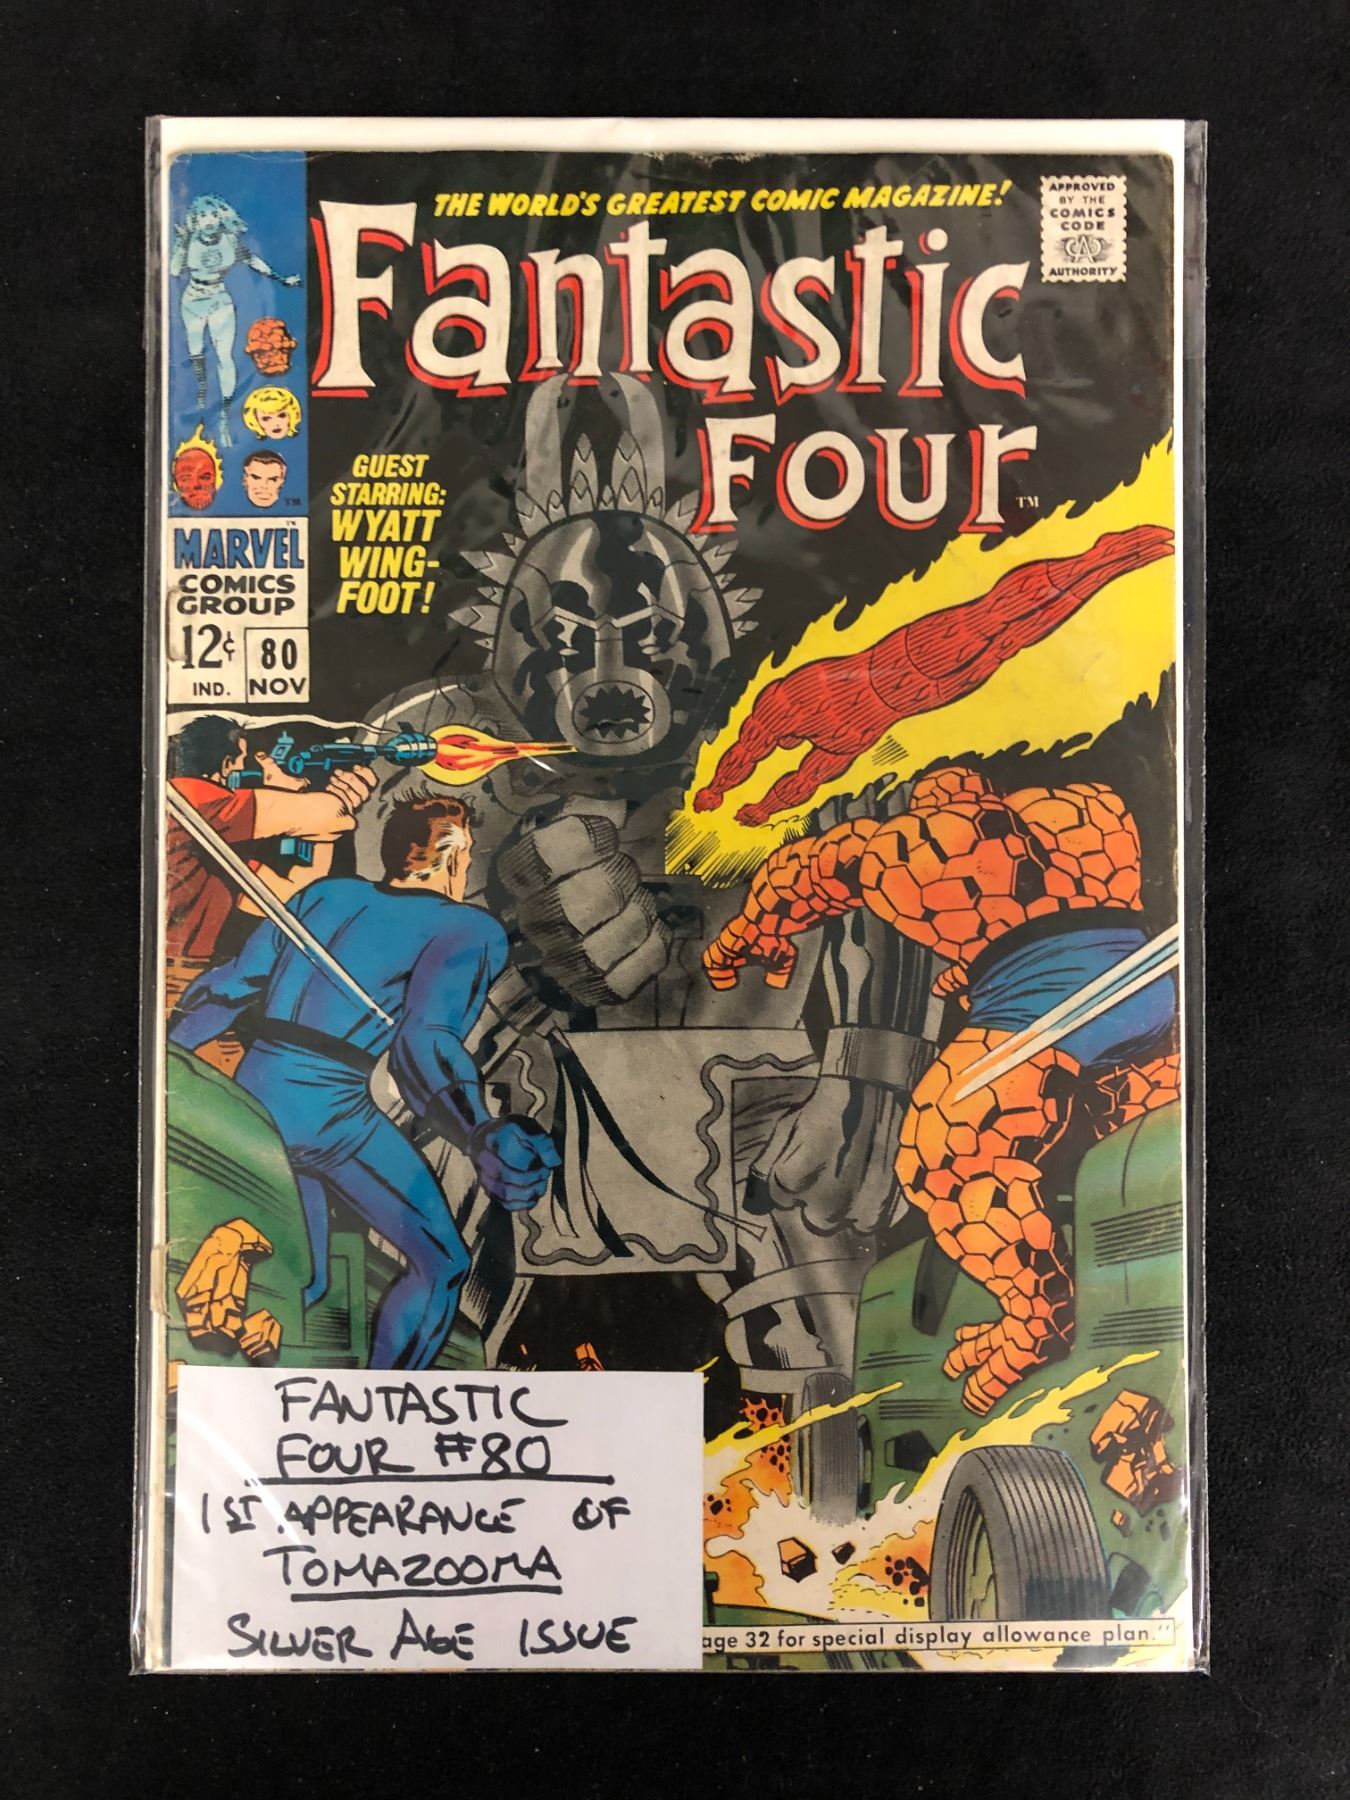 THE WORLD'S GREATEST COMIC MAGAZINE!
APPROVED
BY THE
COMICS
CODE
CAC
AUTHORITY
Fantastic
Four
TM
GUEST
STARRING:
WYATT
WING-
FOOT!
TM
MARVEL
COMICS
GROUP
12¢
IND.
80
NOV
FANTASTIC
FOUR #80
1ST APPEARANCE OF
TOMAZOOMA
SILVER AGE ISSUE
age 32 for special display allowance plan."